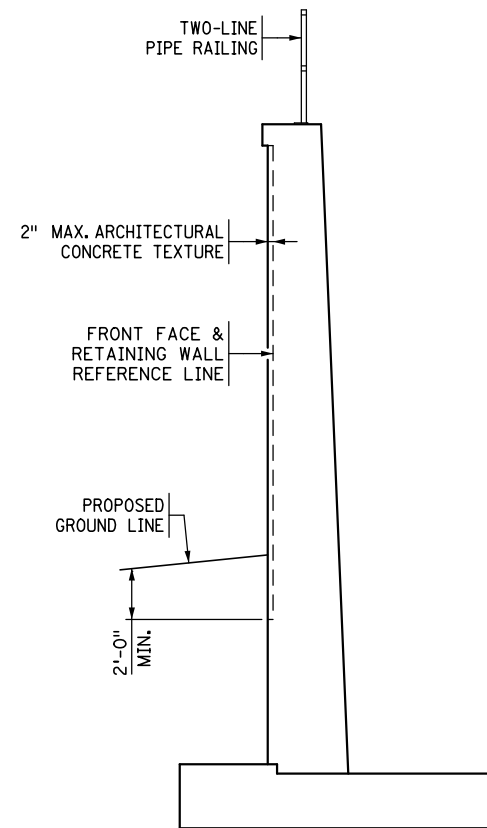 TWO-LINE
PIPE RAILING
2" MAX. ARCHITECTURAL
CONCRETE TEXTURE
FRONT FACE &
RETAINING WALL
REFERENCE LINE
PROPOSED
GROUND LINE
2'-0"
MIN.